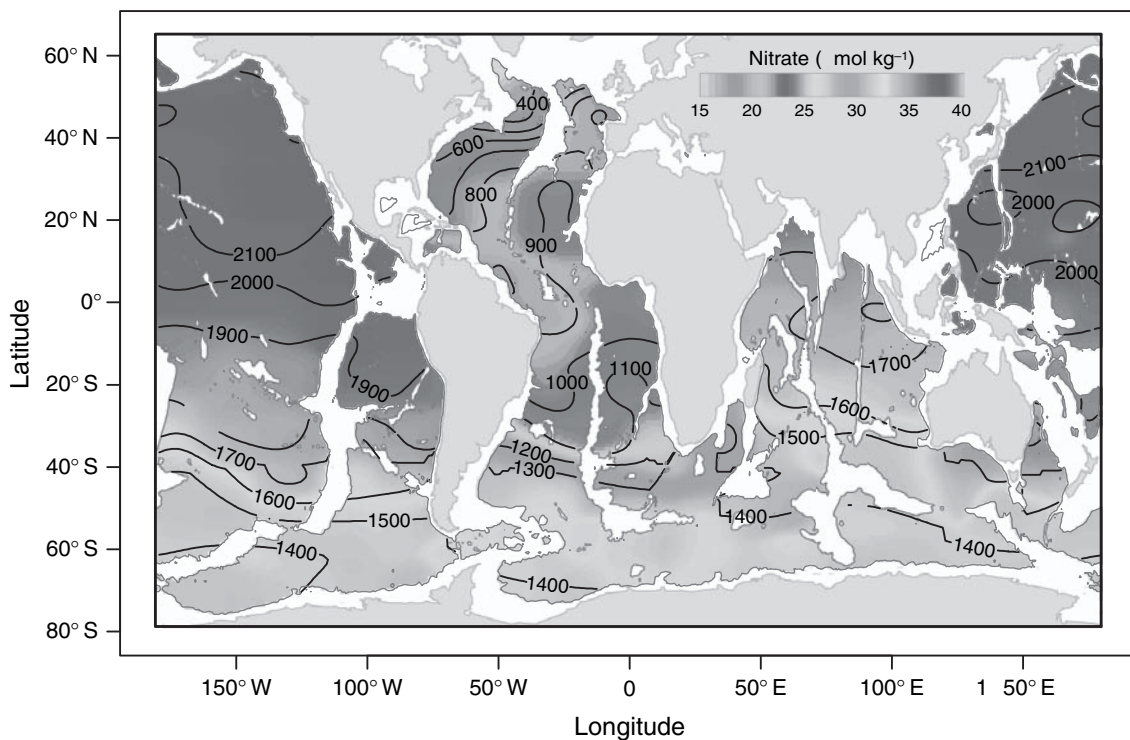 Nitrate ( mol kg–1)
15 20 25 30 35 40
60° N
40° N
20° N
0°
20° S
40° S
60° S
80° S
Latitude
400
600
800
900
2100
2000
1900
2100
2000
2000
1900
1000
1100
1700
1600
1500
1700
1600
1500
1200
1300
1400
1400
1400
1400
150° W 100° W 50° W 0 50° E 100° E 1 50° E
Longitude